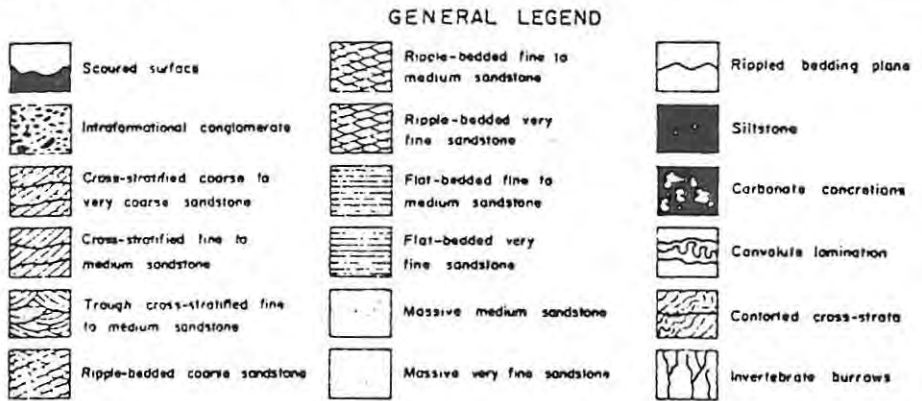 GENERAL LEGEND
Scoured surface
Intraformational conglomerate
Cross-stratified coarse to
very coarse sandstone
Cross-stratified fine to
medium sandstone
Trough cross-stratified fine
to medium sandstone
Ripple-bedded coarse sandstone
Ripple-bedded fine to
medium sandstone
Ripple-bedded very
fine sandstone
Flat-bedded fine to
medium sandstone
Flat-bedded very
fine sandstone
Massive medium sandstone
Massive very fine sandstone
Rippled bedding plane
Siltstone
Carbonate concretions
Convolute lamination
Contorted cross-strata
Invertebrate burrows